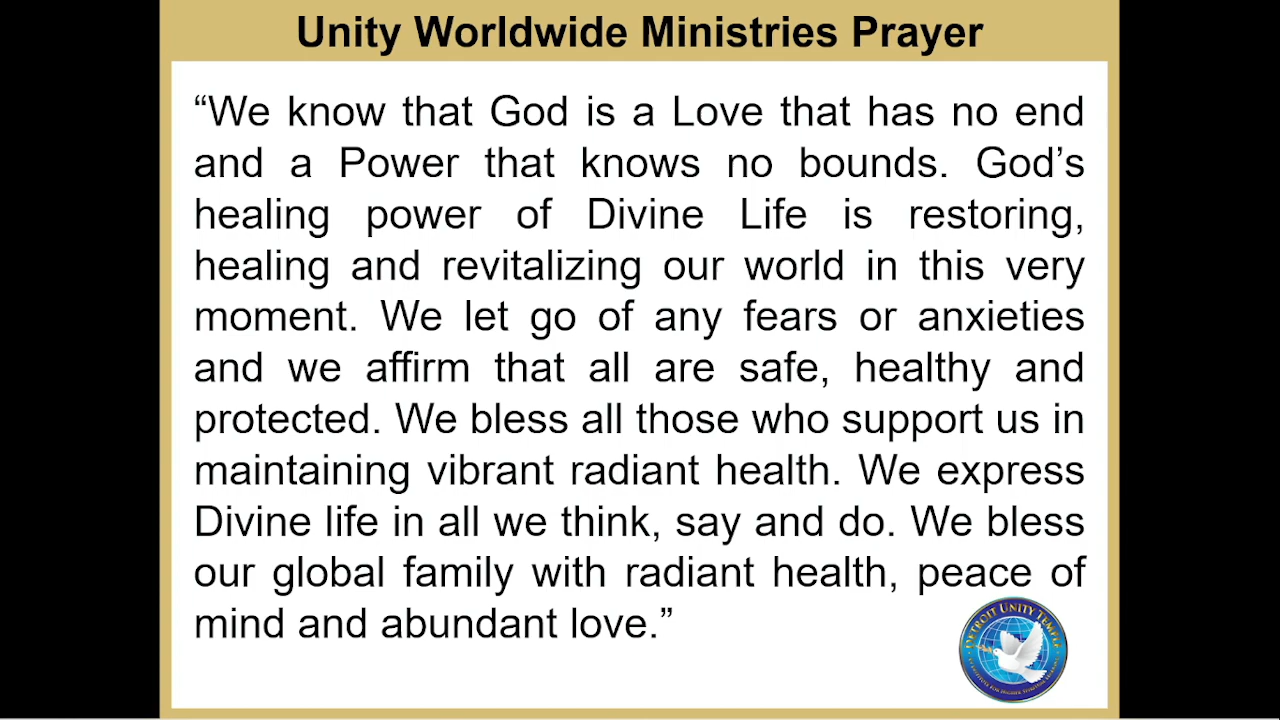 Unity Worldwide Ministries Prayer
“We know that God is a Love that has no end
and a Power that knows no bounds. God’s
healing power of Divine Life is restoring,
healing and revitalizing our world in this very
moment. We let go of any fears or anxieties
and we affirm that all are safe, healthy and
protected. We bless all those who support us in
maintaining vibrant radiant health. We express
Divine life in all we think, say and do. We bless
our global family with radiant health, peace of
mind and abundant love.”
DETROIT UNITY TEMPLE